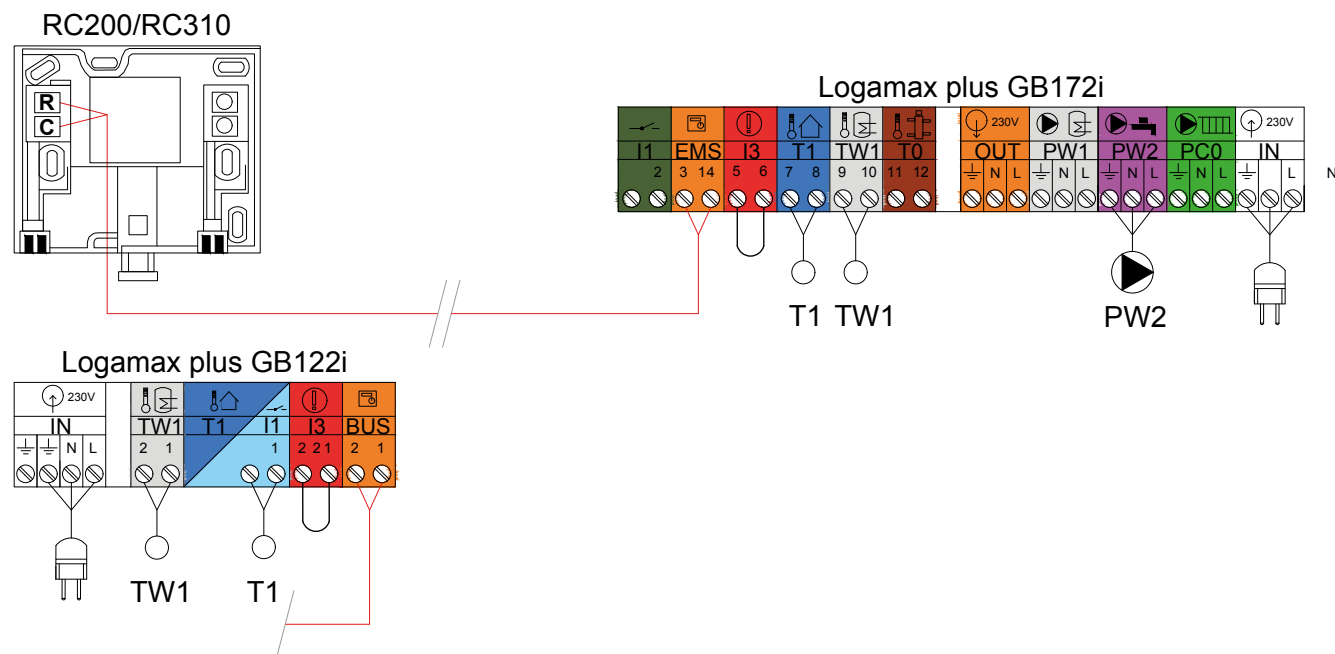 RC200/RC310
R
C
Logamax plus GB172i
230V 230V
I1 EMS I3 T1 TW1 T0 OUT PW1 PW2 PC0 IN
2 3 14 5 6 7 8 9 10 11 12 N L N L N L N L L N
T1 TW1 PW2
Logamax plus GB122i
230V
IN TW1 T1 I1 I3 BUS
N L 2 1 1 2 2 1 2 1
TW1 T1